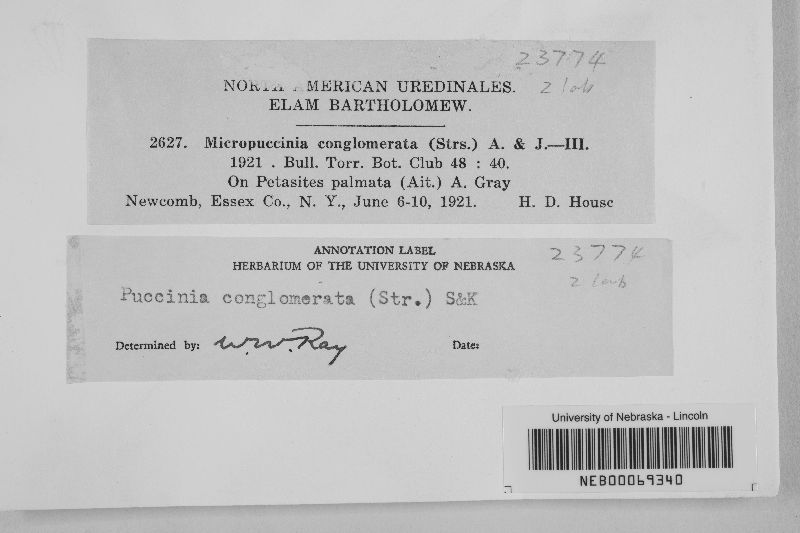 23774
NORTH AMERICAN UREDINALES.
2 lab
ELAM BARTHOLOMEW.
2627. Micropuccinia conglomerata (Strs.) A. & J.—III.
1921 . Bull. Torr. Bot. Club 48 : 40.
On Petasites palmata (Ait.) A. Gray
Newcomb, Essex Co., N. Y., June 6-10, 1921. H. D. House
ANNOTATION LABEL
23774
HERBARIUM OF THE UNIVERSITY OF NEBRASKA
2 lab
Puccinia conglomerata (Str.) S&K
Determined by: W.W. Ray Date:
University of Nebraska - Lincoln
NEB00069340